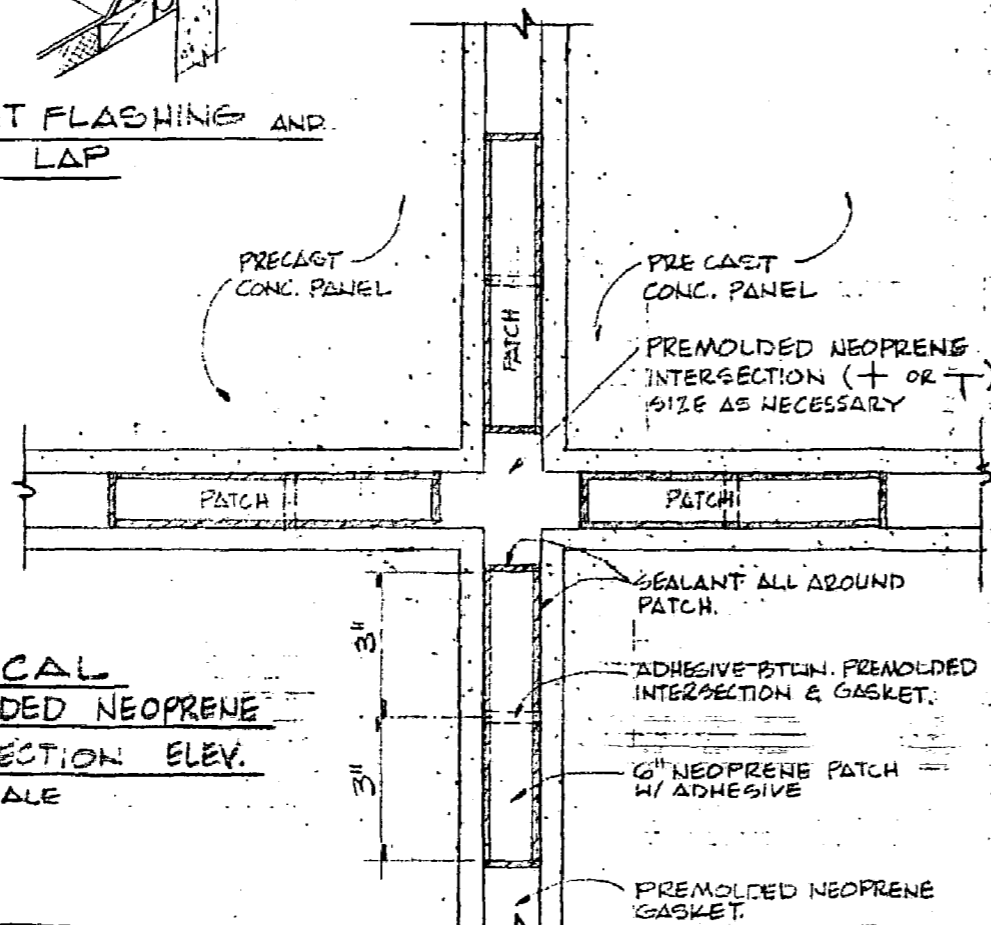 T FLASHING AND
LAP
PRECAST
CONC. PANEL
PRECAST
CONC. PANEL
PATCH
PREMOLDED NEOPRENE
INTERSECTION (+ OR T)
SIZE AS NECESSARY
PATCH
PATCH
SEALANT ALL AROUND
PATCH.
3"
CAL
DED NEOPRENE
ECTION ELEV.
ALE
ADHESIVE BTWN. PREMOLDED
INTERSECTION & GASKET.
3"
6" NEOPRENE PATCH
W/ ADHESIVE
PREMOLDED NEOPRENE
GASKET.